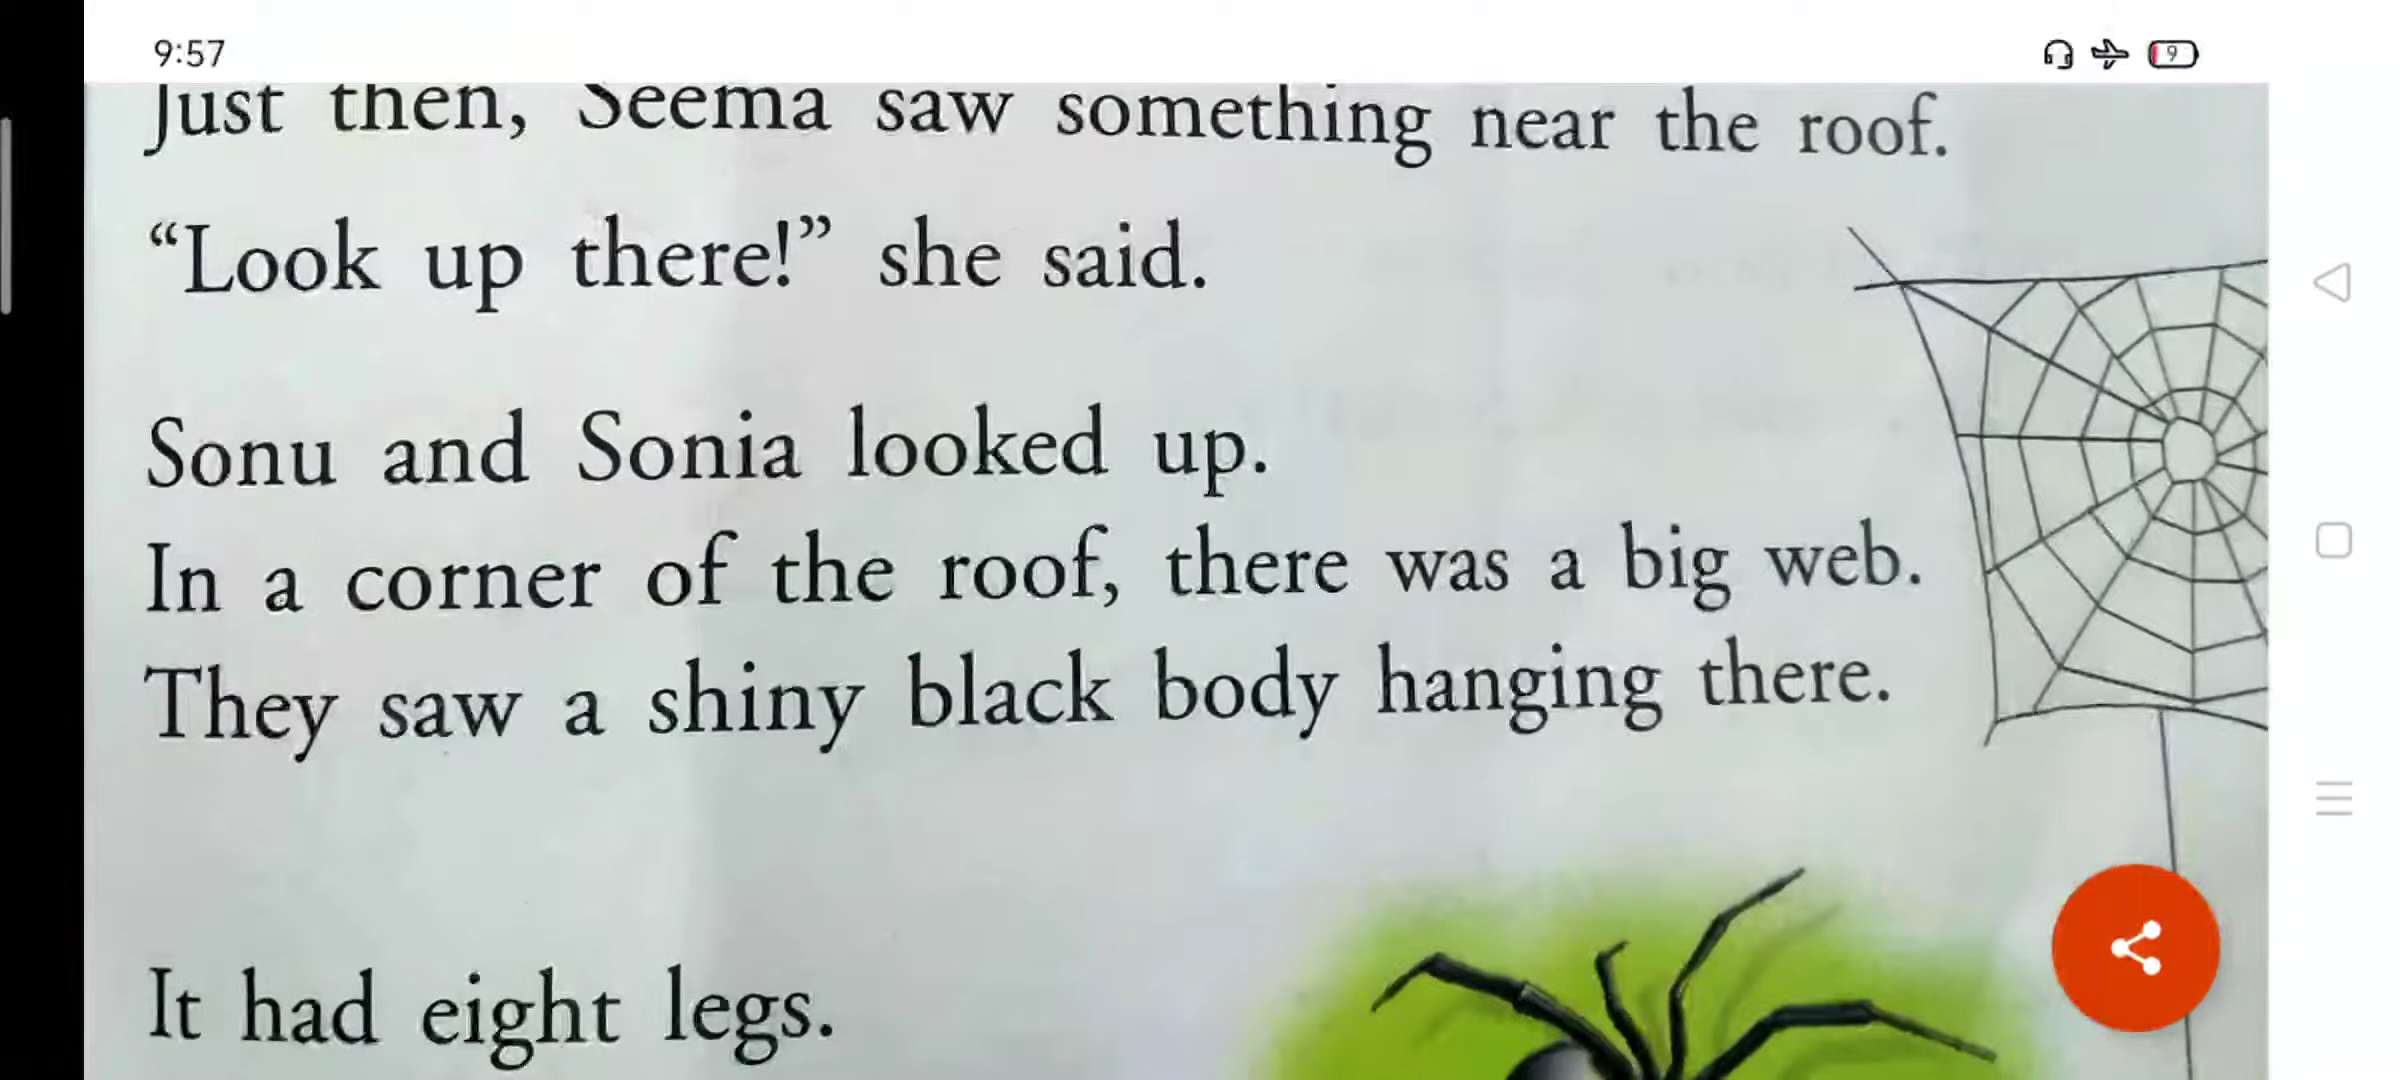 9:57
9
Just then, Seema saw something near the roof.
“Look up there!” she said.
Sonu and Sonia looked up.
In a corner of the roof, there was a big web.
They saw a shiny black body hanging there.
It had eight legs.